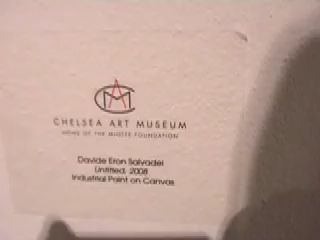 CHELSEA ART MUSEUM
HOME OF THE MIOTTE FOUNDATION
Davide Eron Salvadei
Untitled, 2008
Industrial Paint on Canvas